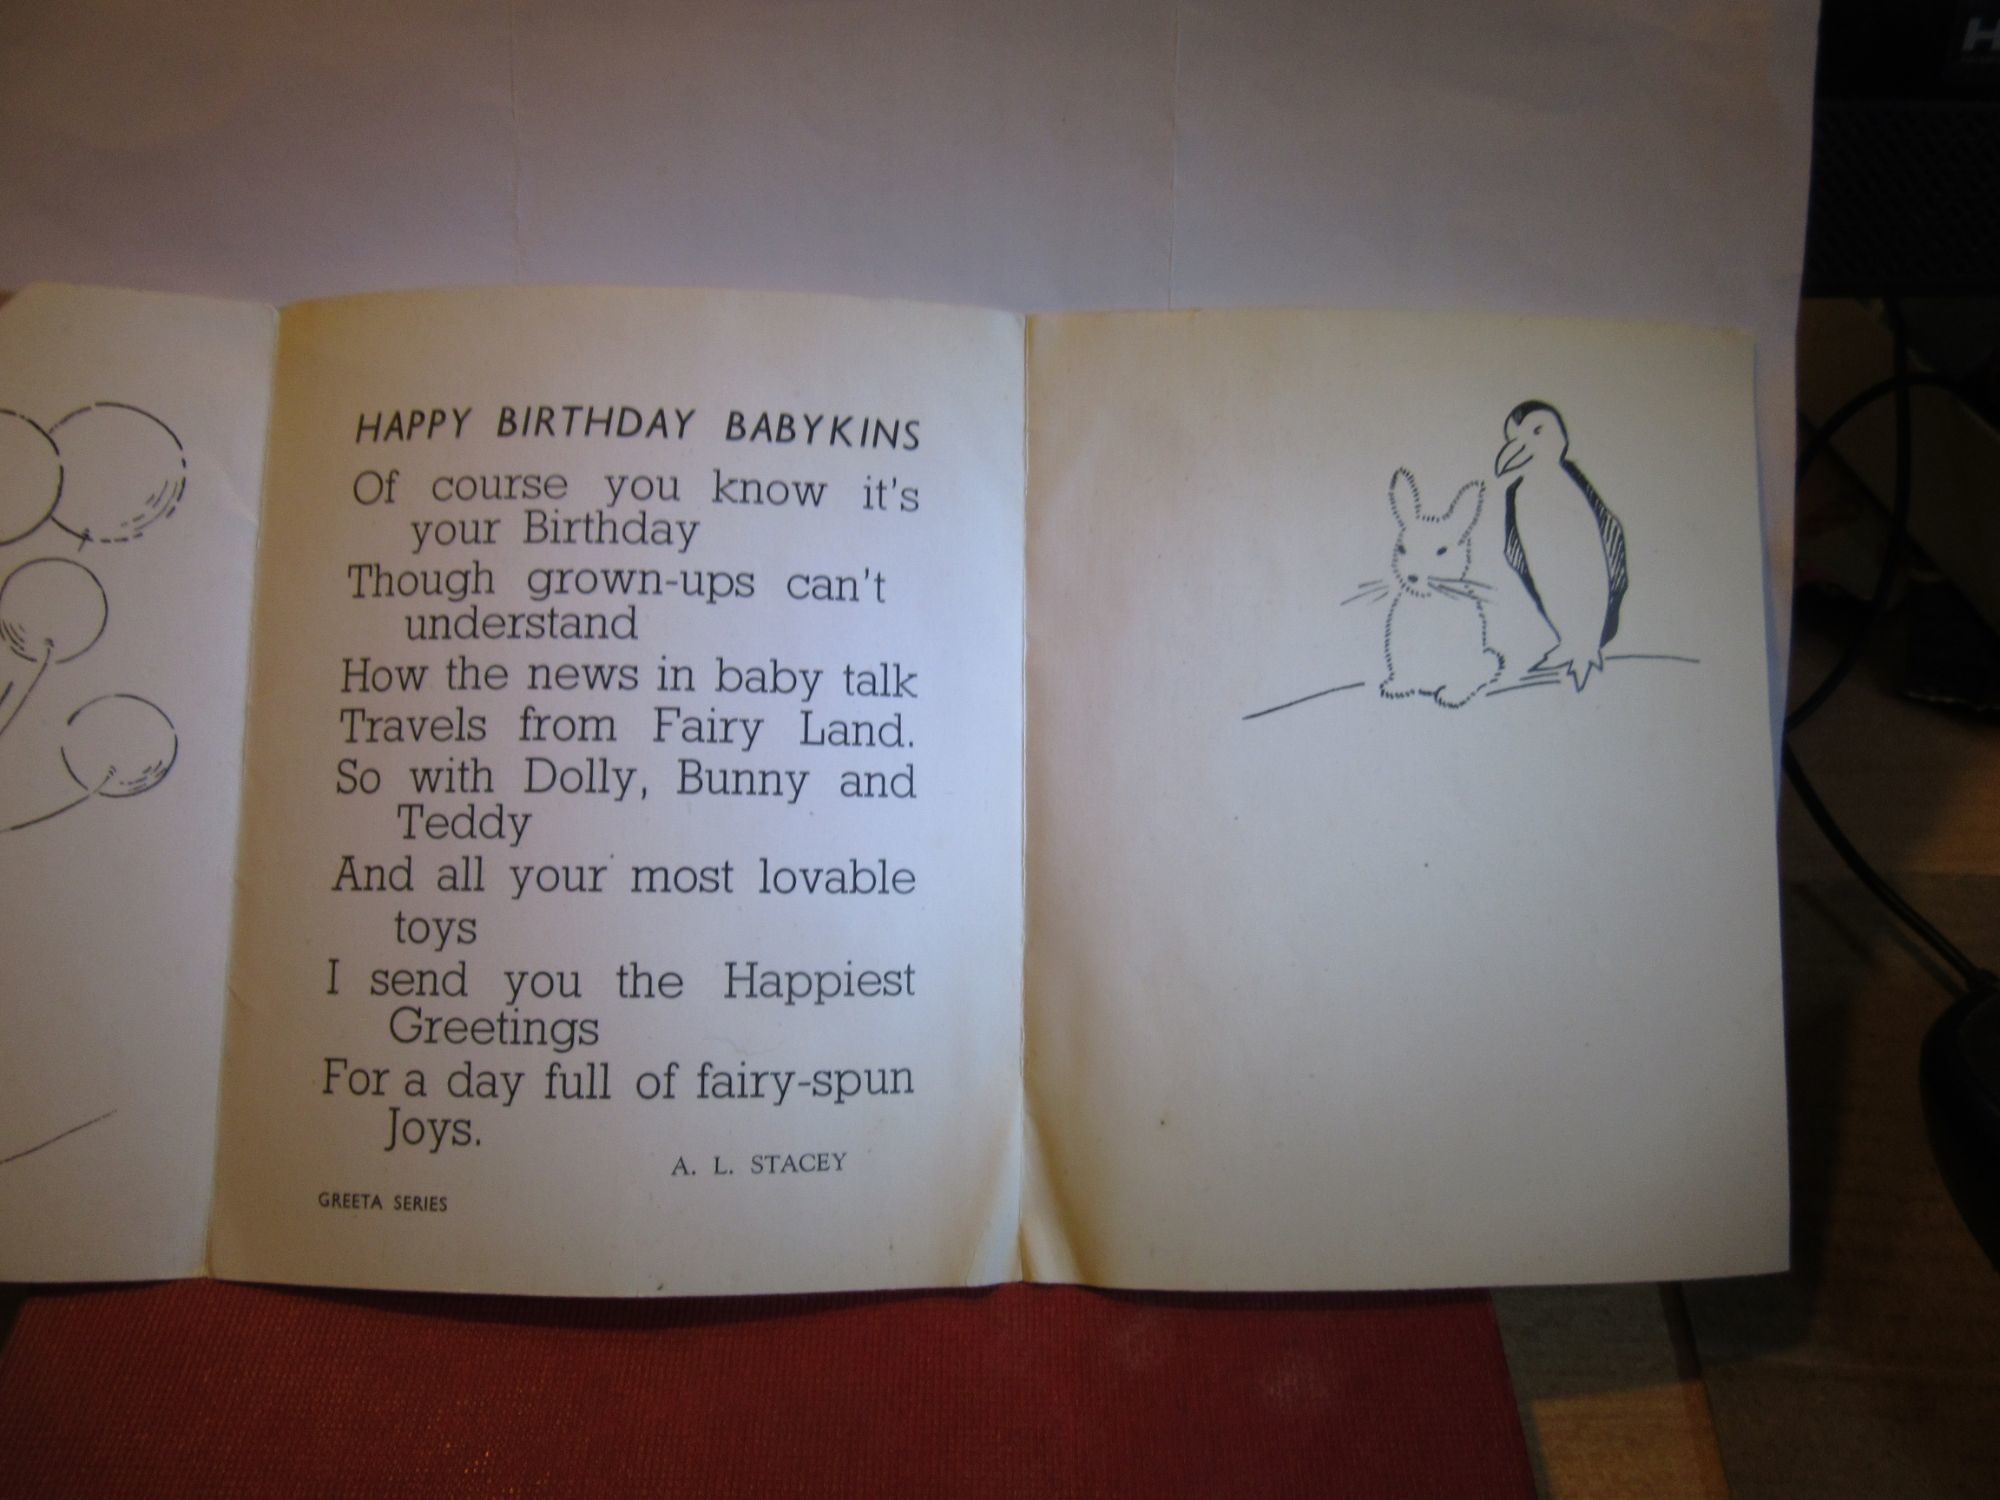 HAPPY BIRTHDAY BABYKINS
Of course you know it's
your Birthday
Though grown-ups can't
understand
How the news in baby talk
Travels from Fairy Land.
So with Dolly, Bunny and
Teddy
And all your most lovable
toys
I send you the Happiest
Greetings
For a day full of fairy-spun
Joys.
A. L. STACEY
GREETA SERIES